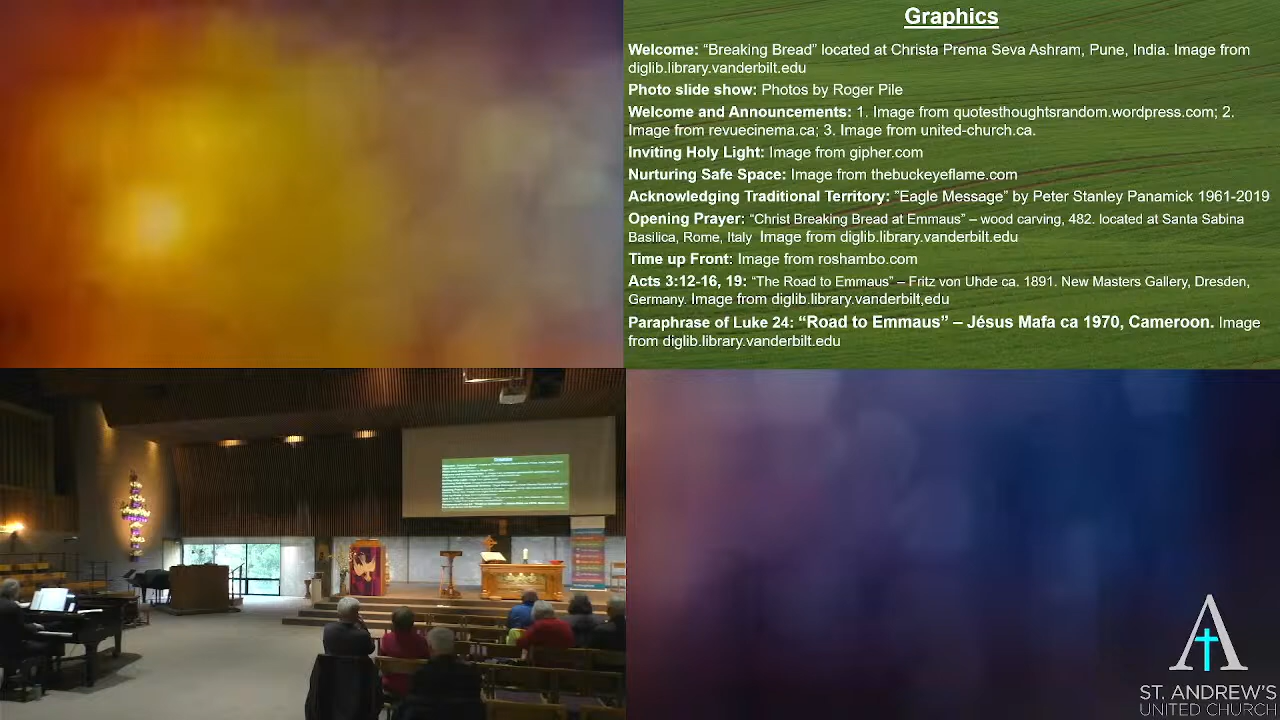 Graphics
Welcome: “Breaking Bread” located at Christa Prema Seva Ashram, Pune, India. Image from
diglib.library.vanderbilt.edu
Photo slide show: Photos by Roger Pile
Welcome and Announcements: 1. Image from quotesthoughtsrandom.wordpress.com; 2.
Image from revuecinema.ca; 3. Image from united-church.ca.
Inviting Holy Light: Image from gipher.com
Nurturing Safe Space: Image from thebuckeyeflame.com
Acknowledging Traditional Territory: ”Eagle Message” by Peter Stanley Panamick 1961-2019
Opening Prayer: “Christ Breaking Bread at Emmaus” – wood carving, 482. located at Santa Sabina
Basilica, Rome, Italy Image from diglib.library.vanderbilt.edu
Time up Front: Image from roshambo.com
Acts 3:12-16, 19: “The Road to Emmaus” – Fritz von Uhde ca. 1891. New Masters Gallery, Dresden,
Germany. Image from diglib.library.vanderbilt,edu
Paraphrase of Luke 24: “Road to Emmaus” – Jésus Mafa ca 1970, Cameroon. Image
from diglib.library.vanderbilt.edu
ST. ANDREW'S
UNITED CHURCH